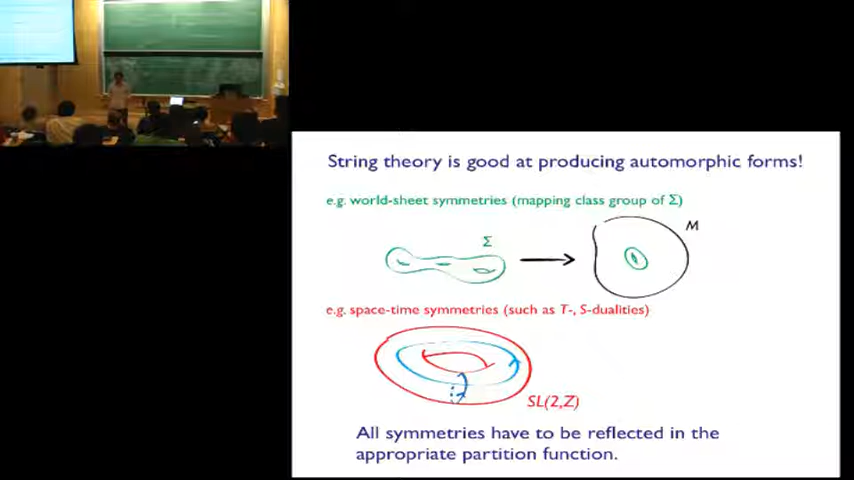 String theory is good at producing automorphic forms!
e.g. world-sheet symmetries (mapping class group of Σ)
Σ
M
e.g. space-time symmetries (such as T-, S-dualities)
SL(2,Z)
All symmetries have to be reflected in the
appropriate partition function.